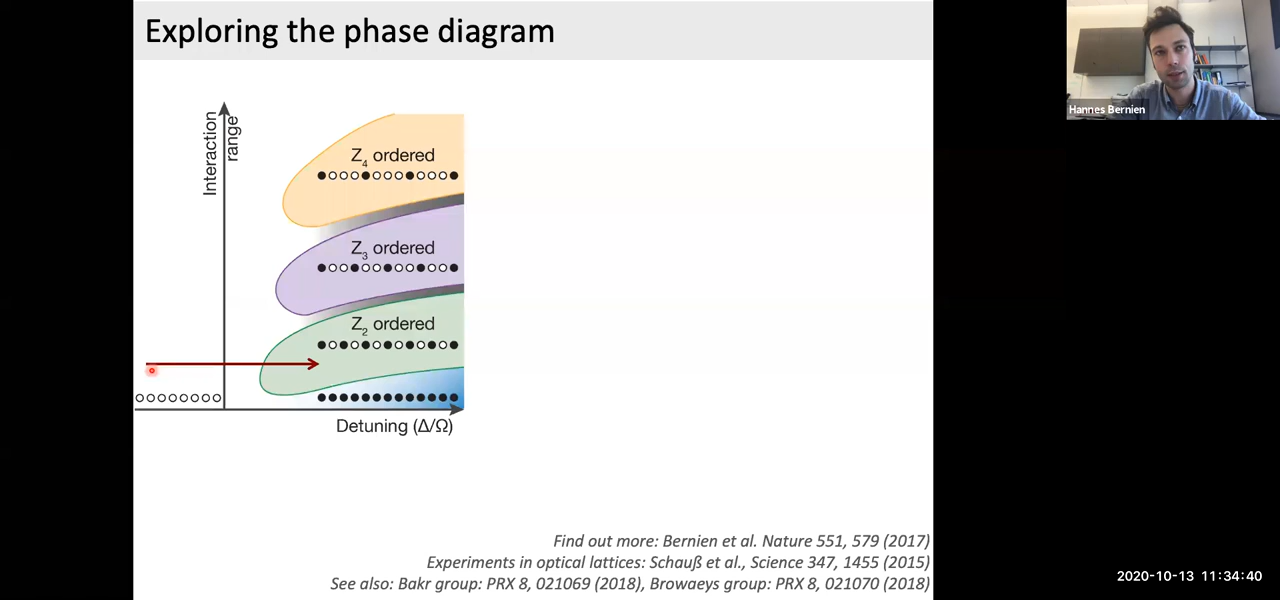 Exploring the phase diagram
Hannes Bernien
Interaction
range
Z4 ordered
Z3 ordered
Z2 ordered
Detuning (Δ/Ω)
Find out more: Bernien et al. Nature 551, 579 (2017)
Experiments in optical lattices: Schauß et al., Science 347, 1455 (2015)
See also: Bakr group: PRX 8, 021069 (2018), Browaeys group: PRX 8, 021070 (2018)
2020-10-13 11:34:40